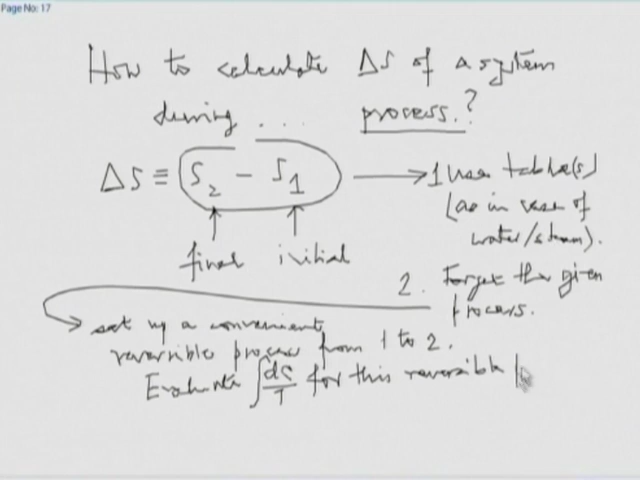 Page No: 17
How to calculate ΔS of a system
during . . . process.?
ΔS ≡ S₂ - S₁ → 1 Use table(s)
(as in case of
water/steam).
final initial
2. Forget the given
process.
set up a convenient
reversible process from 1 to 2.
Evaluate ∫ dQ/T for this reversible